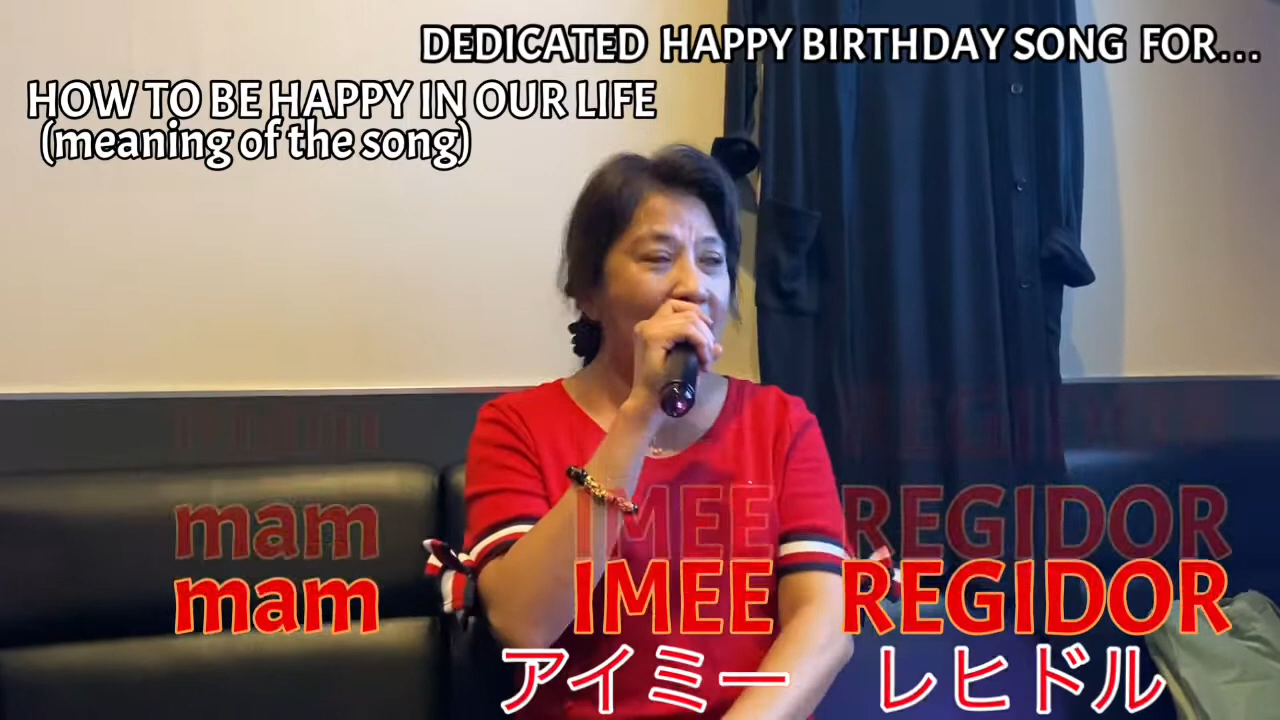 DEDICATED HAPPY BIRTHDAY SONG FOR...
HOW TO BE HAPPY IN OUR LIFE
(meaning of the song)
mam IMEE REGIDOR
mam IMEE REGIDOR
アイミー レヒドル